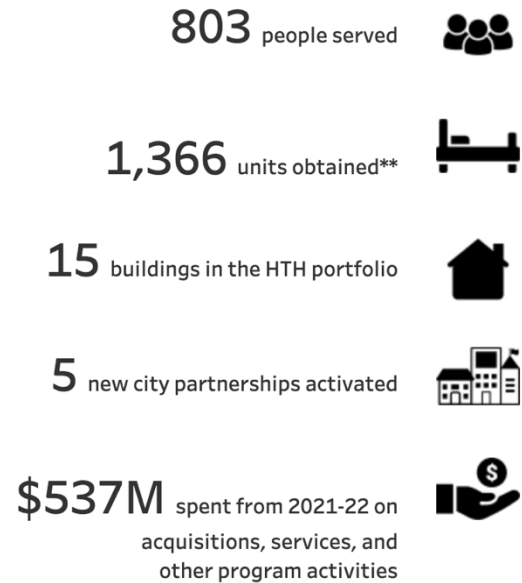 803 people served
1,366 units obtained**
15 buildings in the HTH portfolio
5 new city partnerships activated
$537M spent from 2021-22 on
acquisitions, services, and
other program activities
$